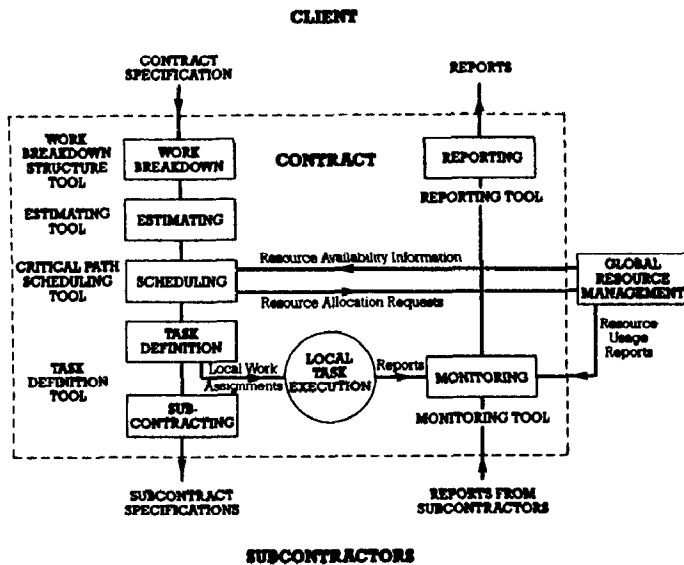 CLIENT
CONTRACT
SPECIFICATION
REPORTS
WORK
BREAKDOWN
STRUCTURE
TOOL
WORK
BREAKDOWN
CONTRACT
REPORTING
REPORTING TOOL
ESTIMATING
TOOL
ESTIMATING
CRITICAL PATH
SCHEDULING
TOOL
SCHEDULING
Resource Availability Information
Resource Allocation Requests
GLOBAL
RESOURCE
MANAGEMENT
Resource
Usage
Reports
TASK
DEFINITION
TASK
DEFINITION
TOOL
Local Work
Assignments
LOCAL
TASK
EXECUTION
Reports
MONITORING
MONITORING TOOL
SUB-
CONTRACTING
SUBCONTRACT
SPECIFICATIONS
REPORTS FROM
SUBCONTRACTORS
SUBCONTRACTORS